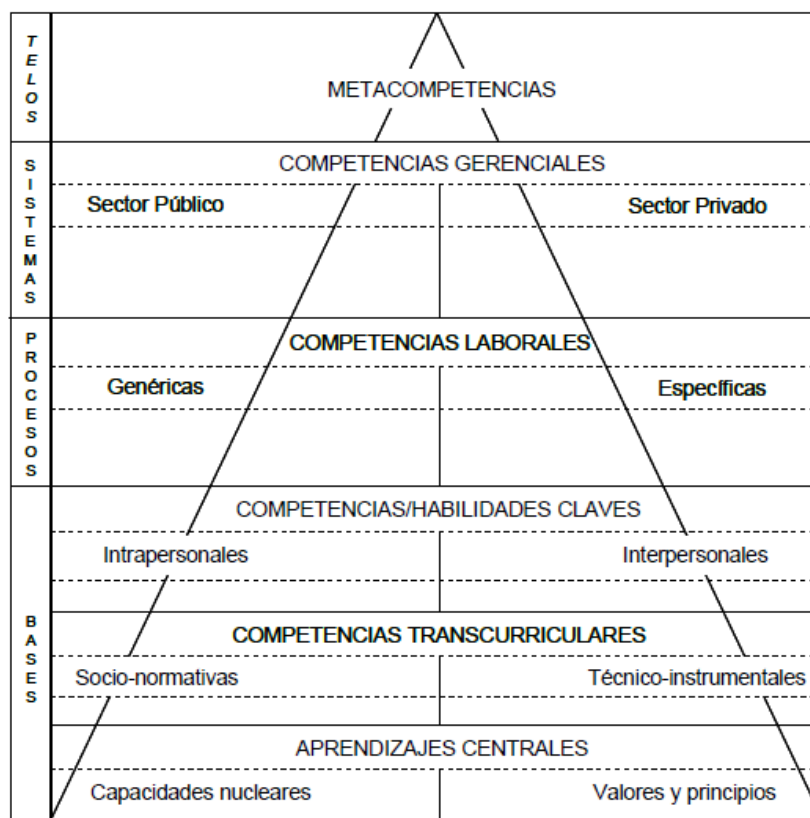 TELOS
METACOMPETENCIAS
SISTEMAS
COMPETENCIAS GERENCIALES
Sector Público
Sector Privado
PROCESOS
COMPETENCIAS LABORALES
Genéricas
Específicas
BASES
COMPETENCIAS/HABILIDADES CLAVES
Intrapersonales
Interpersonales
COMPETENCIAS TRANSCURRICULARES
Socio-normativas
Técnico-instrumentales
APRENDIZAJES CENTRALES
Capacidades nucleares
Valores y principios